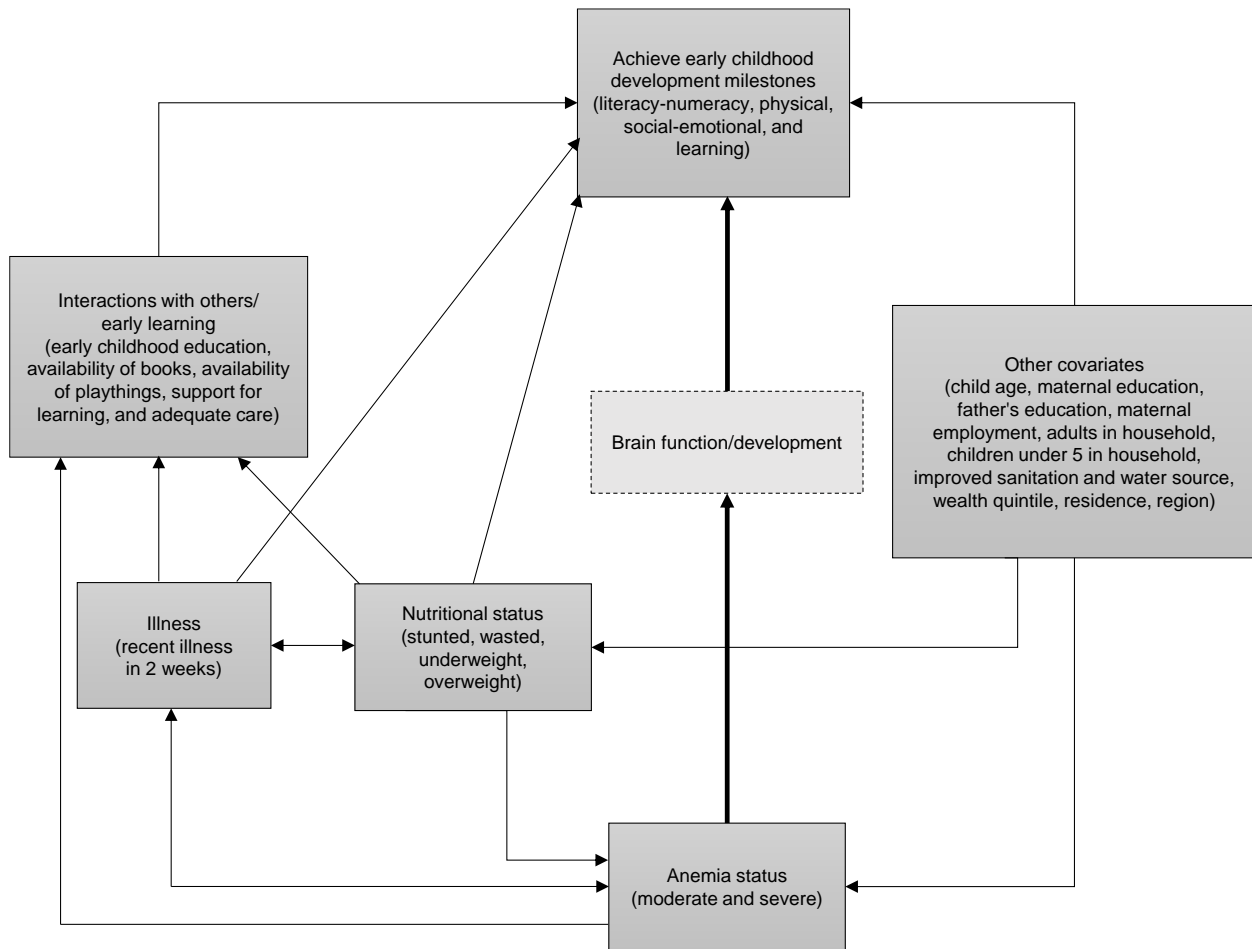 Achieve early childhood
development milestones
(literacy-numeracy, physical,
social-emotional, and
learning)
Interactions with others/
early learning
(early childhood education,
availability of books, availability
of playthings, support for
learning, and adequate care)
Other covariates
(child age, maternal education,
father's education, maternal
employment, adults in household,
children under 5 in household,
improved sanitation and water source,
wealth quintile, residence, region)
Brain function/development
Illness
(recent illness
in 2 weeks)
Nutritional status
(stunted, wasted,
underweight,
overweight)
Anemia status
(moderate and severe)